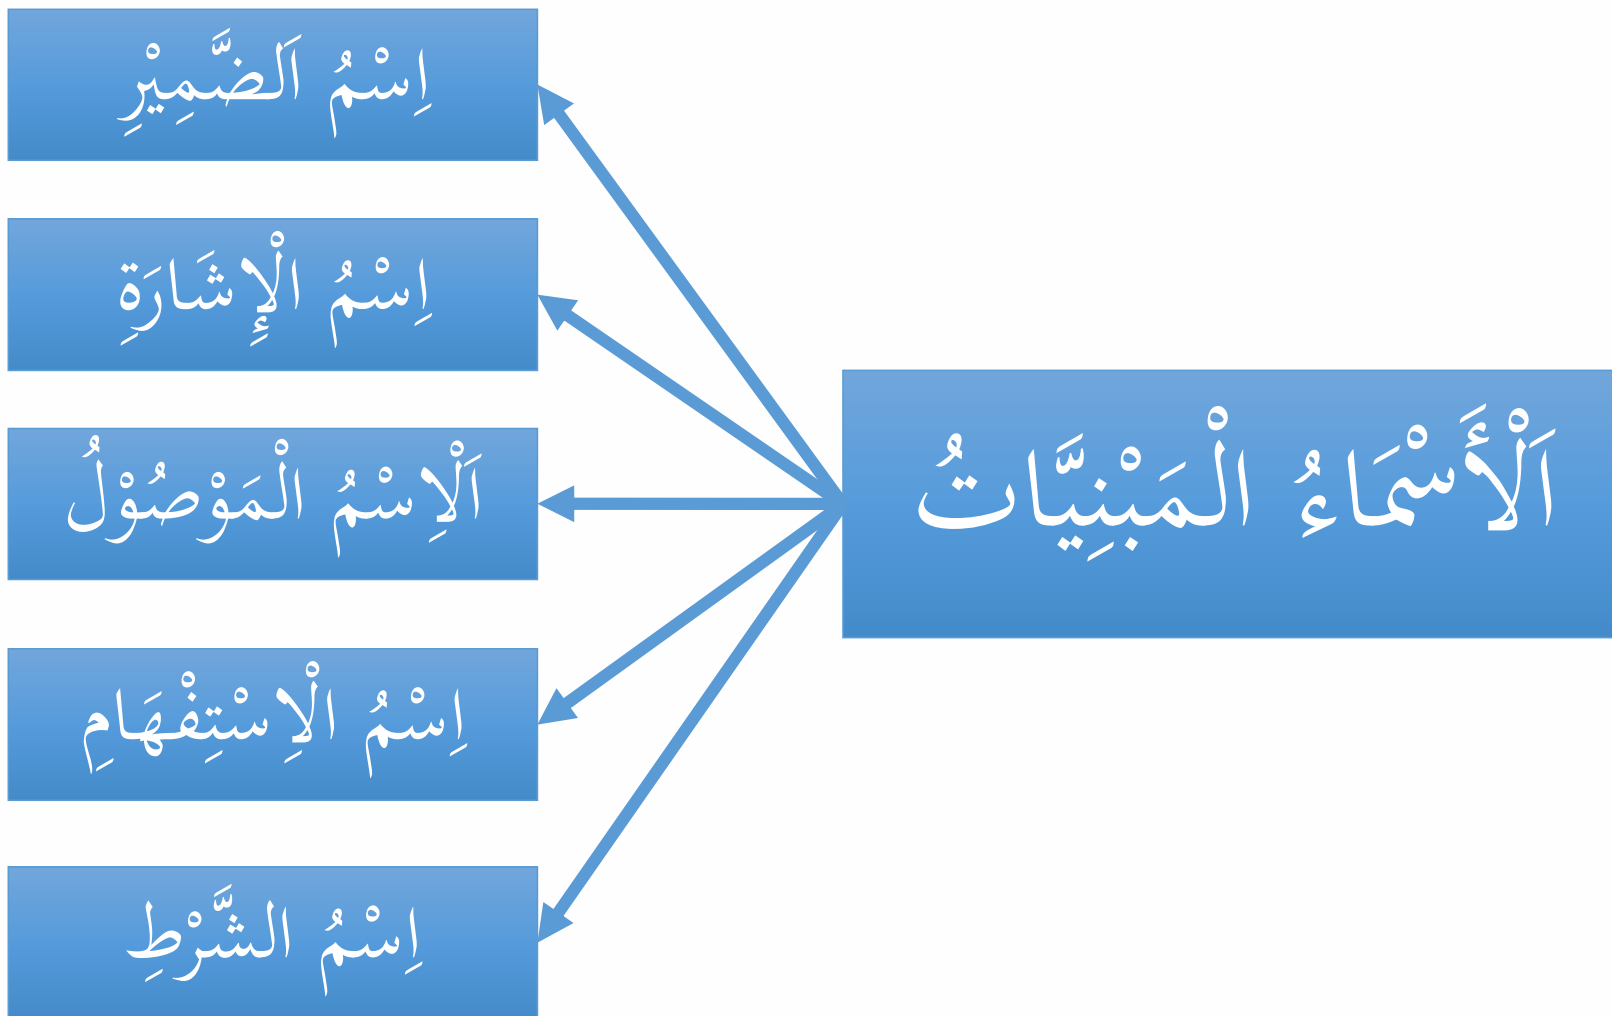 اَلْأَسْمَاءُ الْمَبْنِيَّاتُ
اِسْمُ اَلضَّمِيْرِ
اِسْمُ الْإِشَارَةِ
اَلْاِسْمُ الْمَوْصُوْلُ
اِسْمُ الْاِسْتِفْهَامِ
اِسْمُ الشَّرْطِ